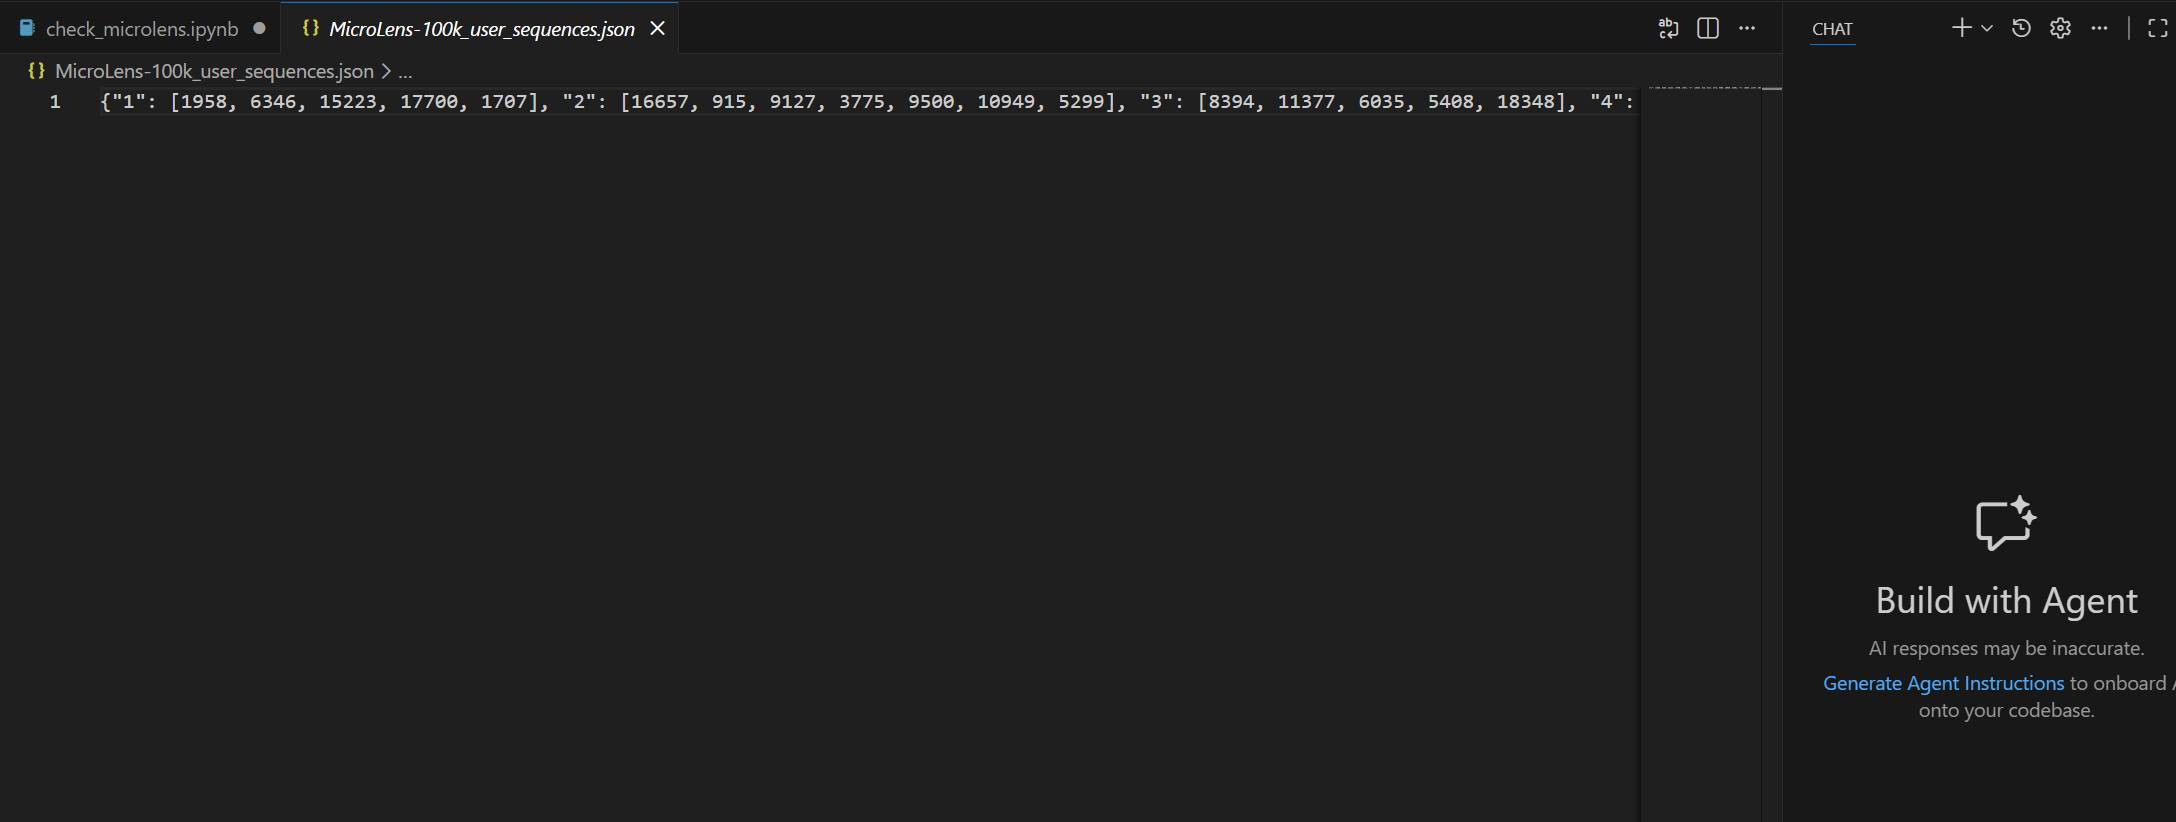 check_microlens.ipynb
MicroLens-100k_user_sequences.json
CHAT
MicroLens-100k_user_sequences.json > ...
1 {"1": [1958, 6346, 15223, 17700, 1707], "2": [16657, 915, 9127, 3775, 9500, 10949, 5299], "3": [8394, 11377, 6035, 5408, 18348], "4":
Build with Agent
AI responses may be inaccurate.
Generate Agent Instructions to onboard
onto your codebase.